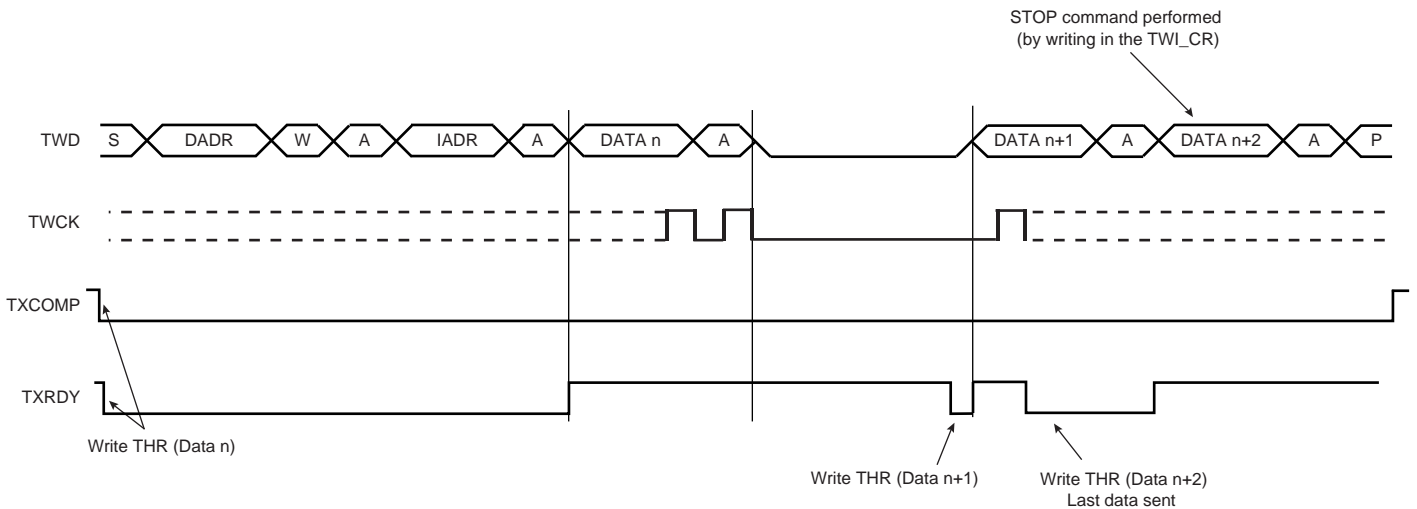 STOP command performed
(by writing in the TWI_CR)
TWD S DADR W A IADR A DATA n A DATA n+1 A DATA n+2 A P
TWCK
TXCOMP
TXRDY
Write THR (Data n)
Write THR (Data n+1)
Write THR (Data n+2)
Last data sent